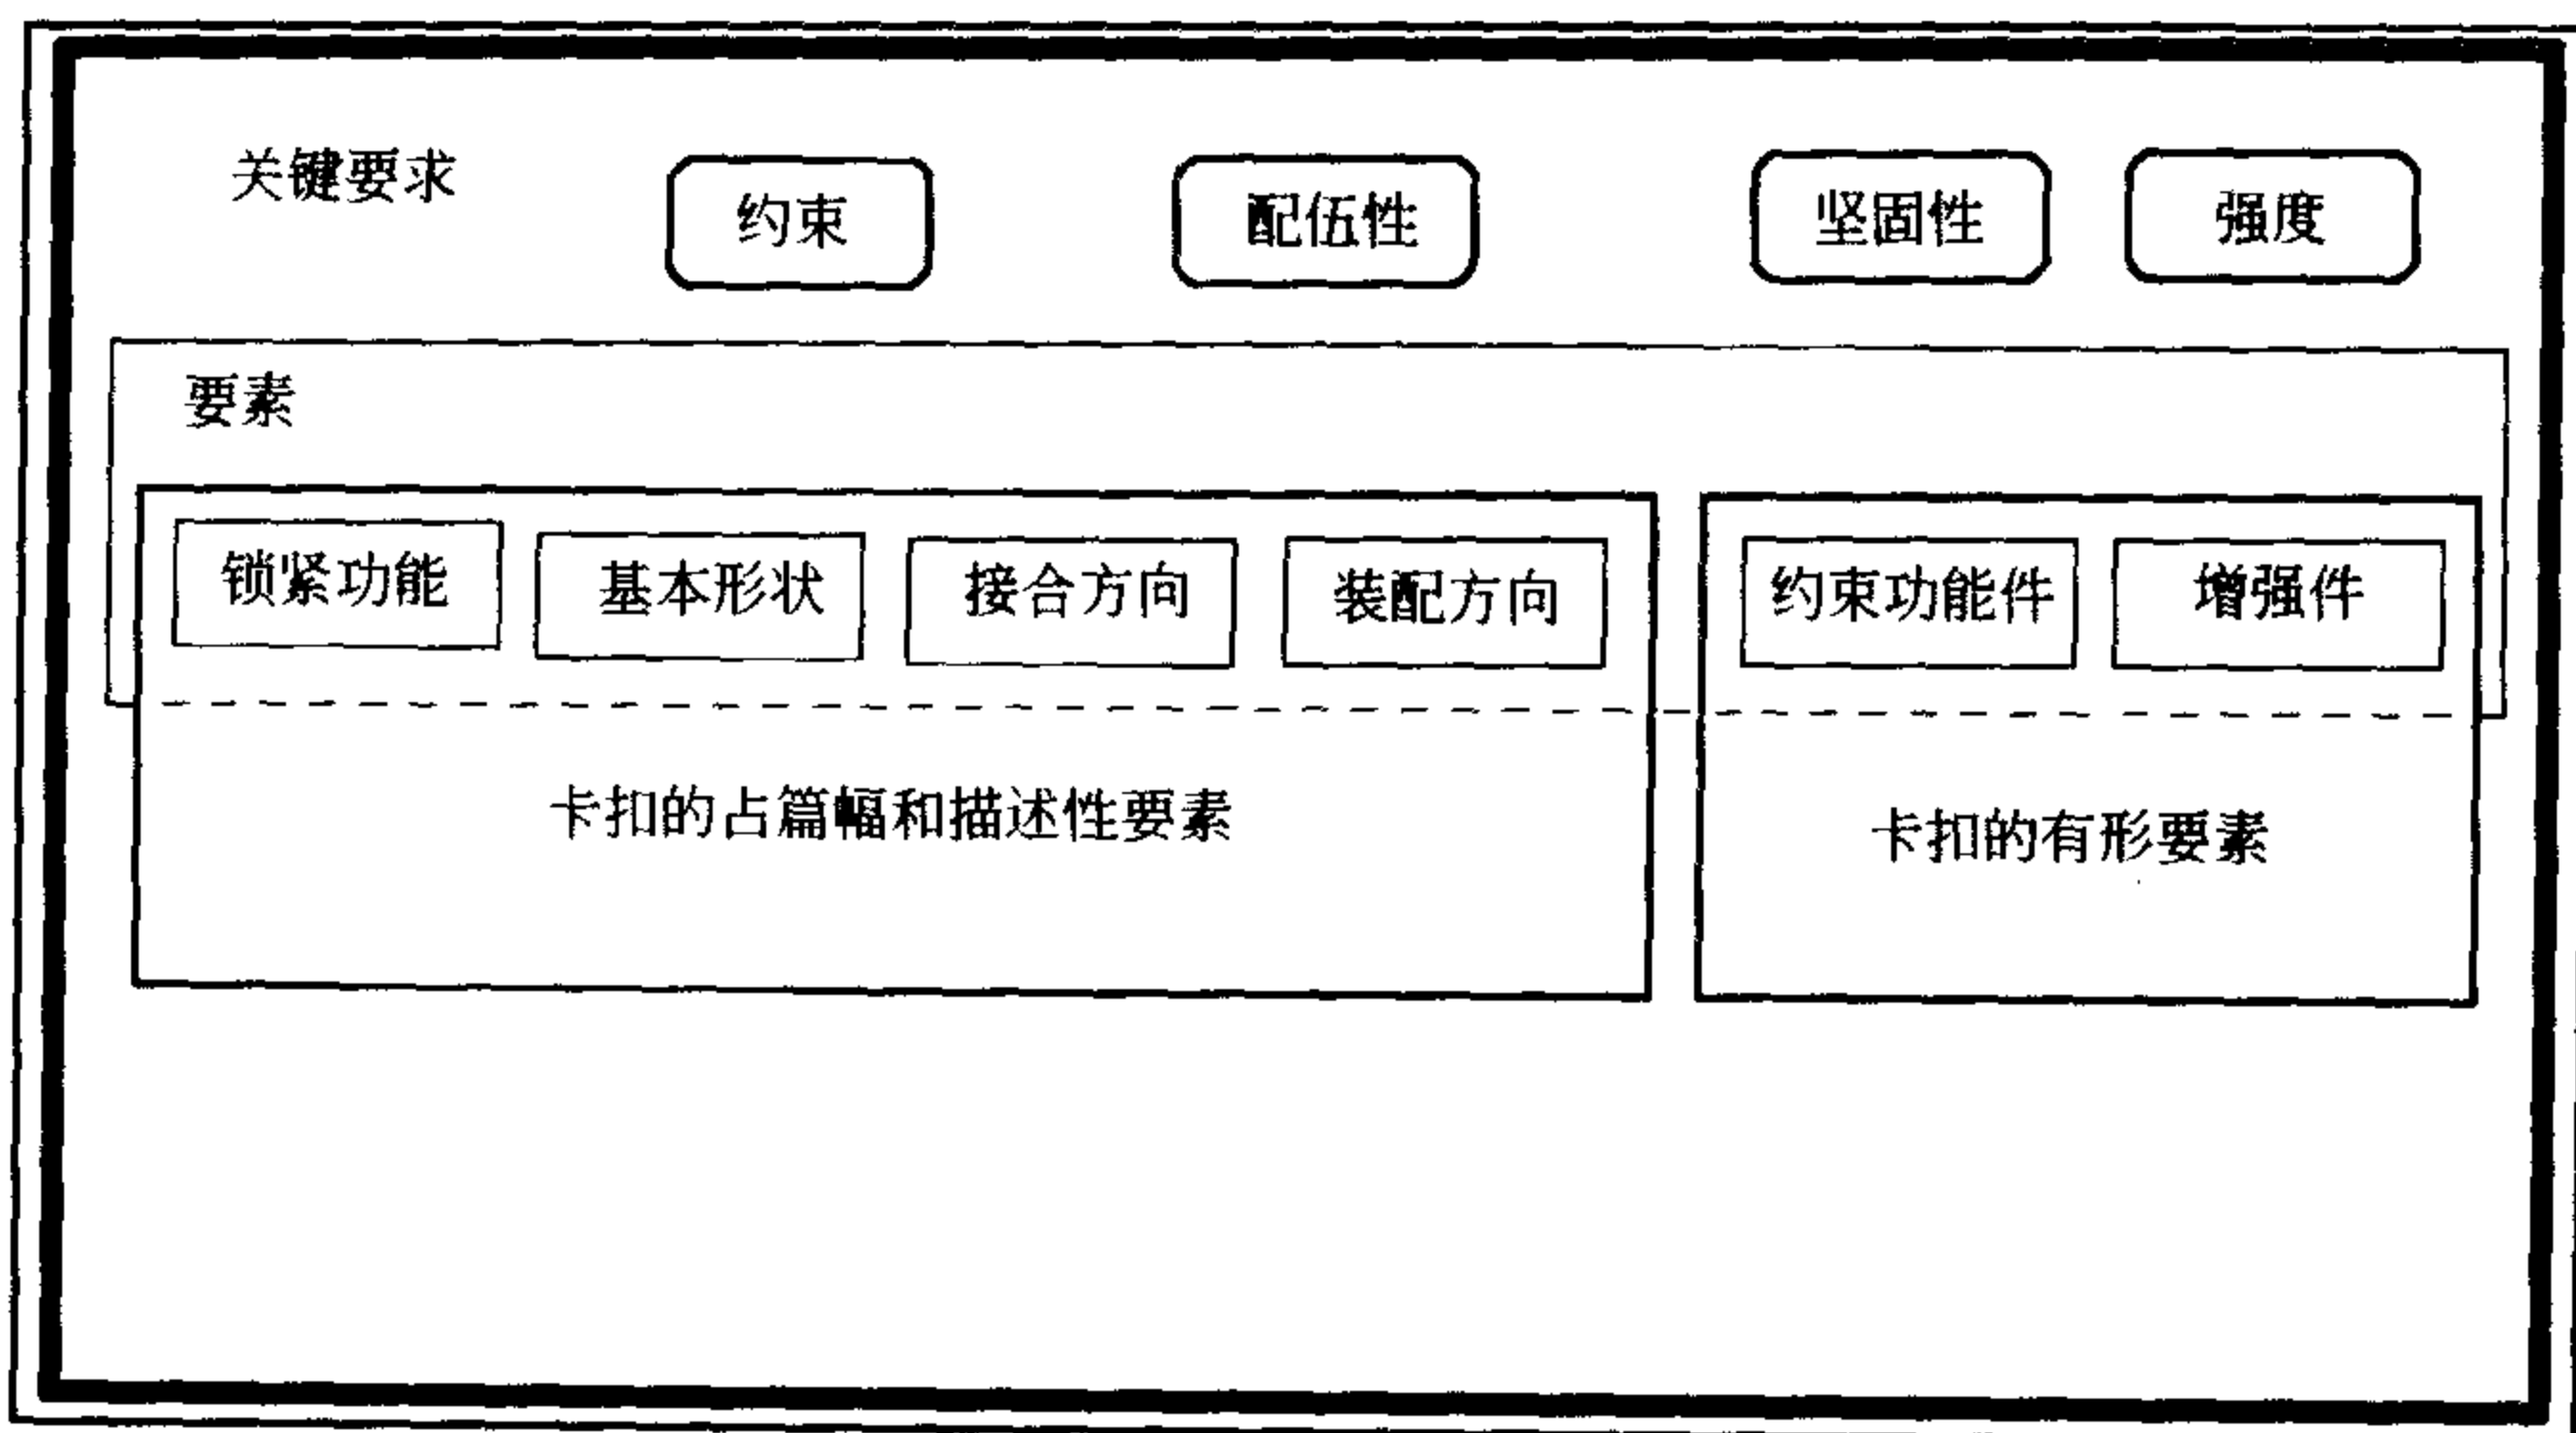 关键要求
约束
配伍性
坚固性
强度
要素
锁紧功能
基本形状
接合方向
装配方向
约束功能件
增强件
卡扣的占篇幅和描述性要素
卡扣的有形要素